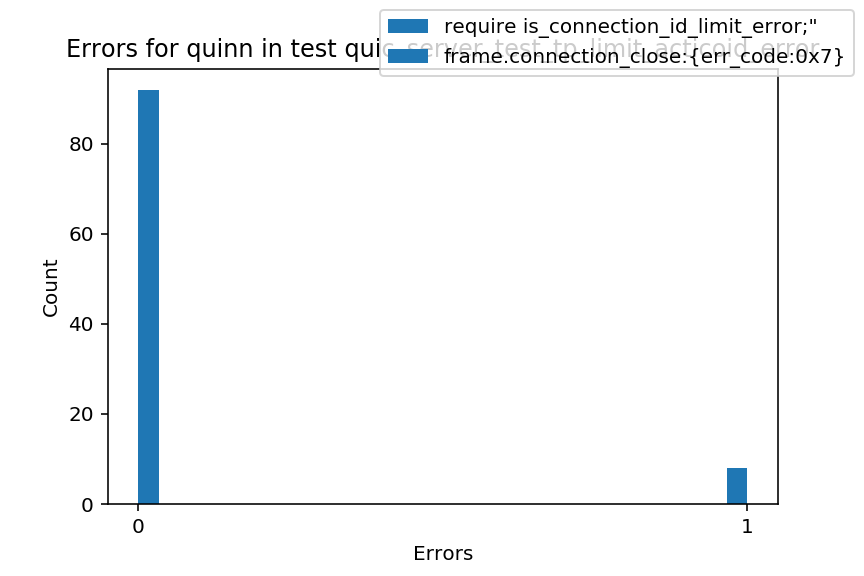 require is_connection_id_limit_error;"
frame.connection_close:{err_code:0x7}
Errors for quinn in test quic_server_test_tp_limit_acticoid_error
80
60
40
20
0
Count
0 1
Errors